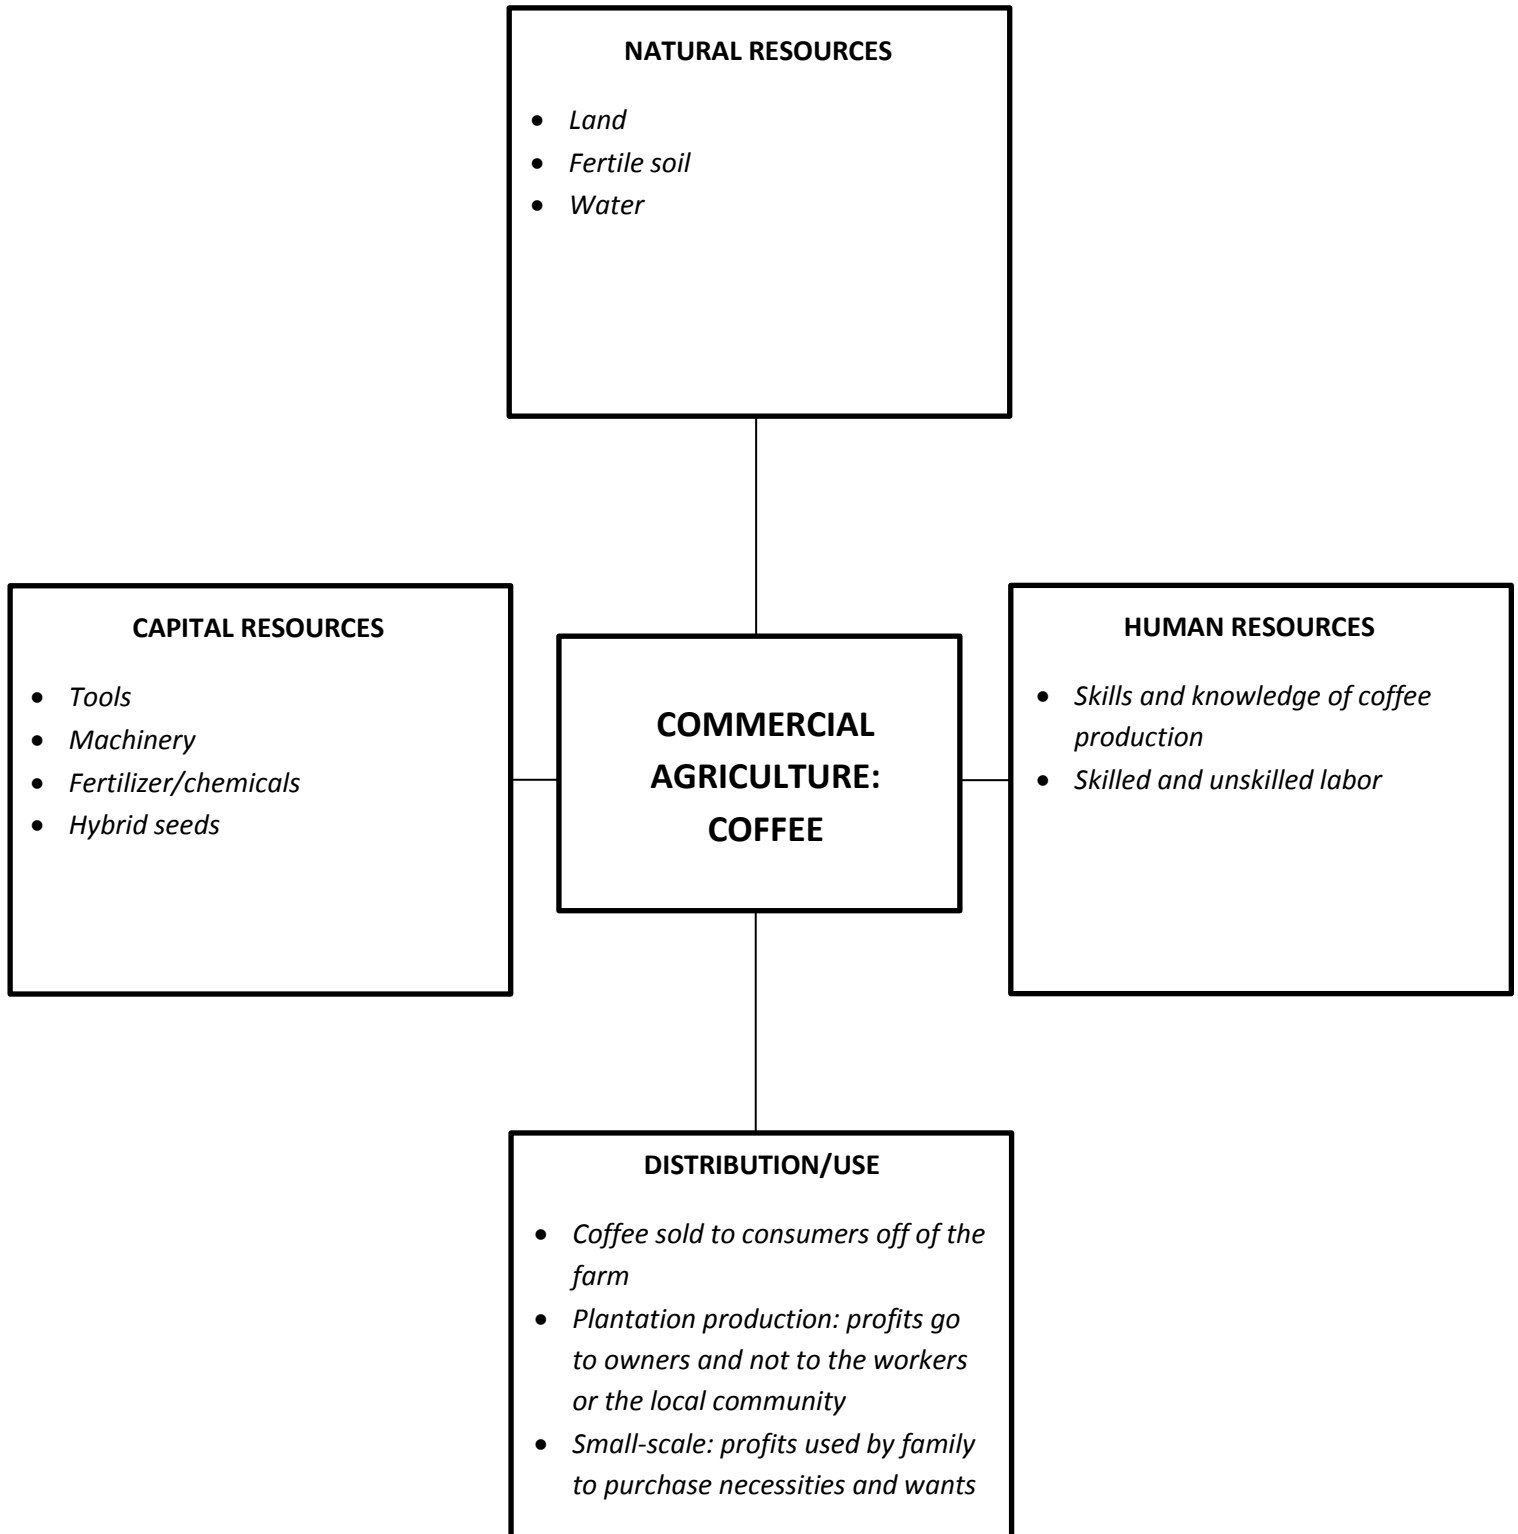 NATURAL RESOURCES
• Land
• Fertile soil
• Water
CAPITAL RESOURCES
• Tools
• Machinery
• Fertilizer/chemicals
• Hybrid seeds
COMMERCIAL
AGRICULTURE:
COFFEE
HUMAN RESOURCES
• Skills and knowledge of coffee
production
• Skilled and unskilled labor
DISTRIBUTION/USE
• Coffee sold to consumers off of the
farm
• Plantation production: profits go
to owners and not to the workers
or the local community
• Small-scale: profits used by family
to purchase necessities and wants